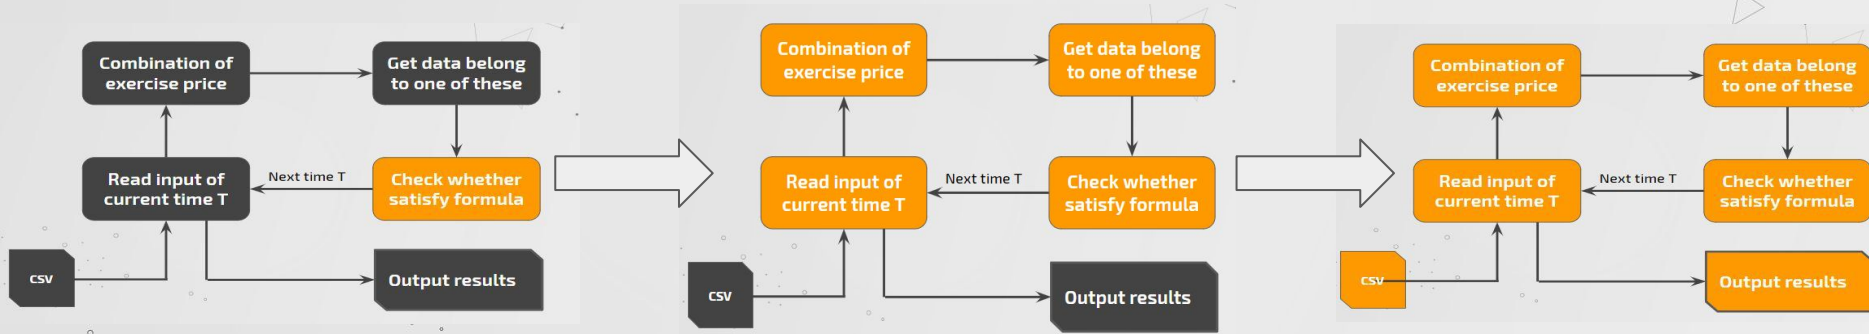 Combination of
exercise price
Get data belong
to one of these
Read input of
current time T
Next time T
Check whether
satisfy formula
CSV
Output results
Combination of
exercise price
Get data belong
to one of these
Read input of
current time T
Next time T
Check whether
satisfy formula
CSV
Output results
Combination of
exercise price
Get data belong
to one of these
Read input of
current time T
Next time T
Check whether
satisfy formula
CSV
Output results